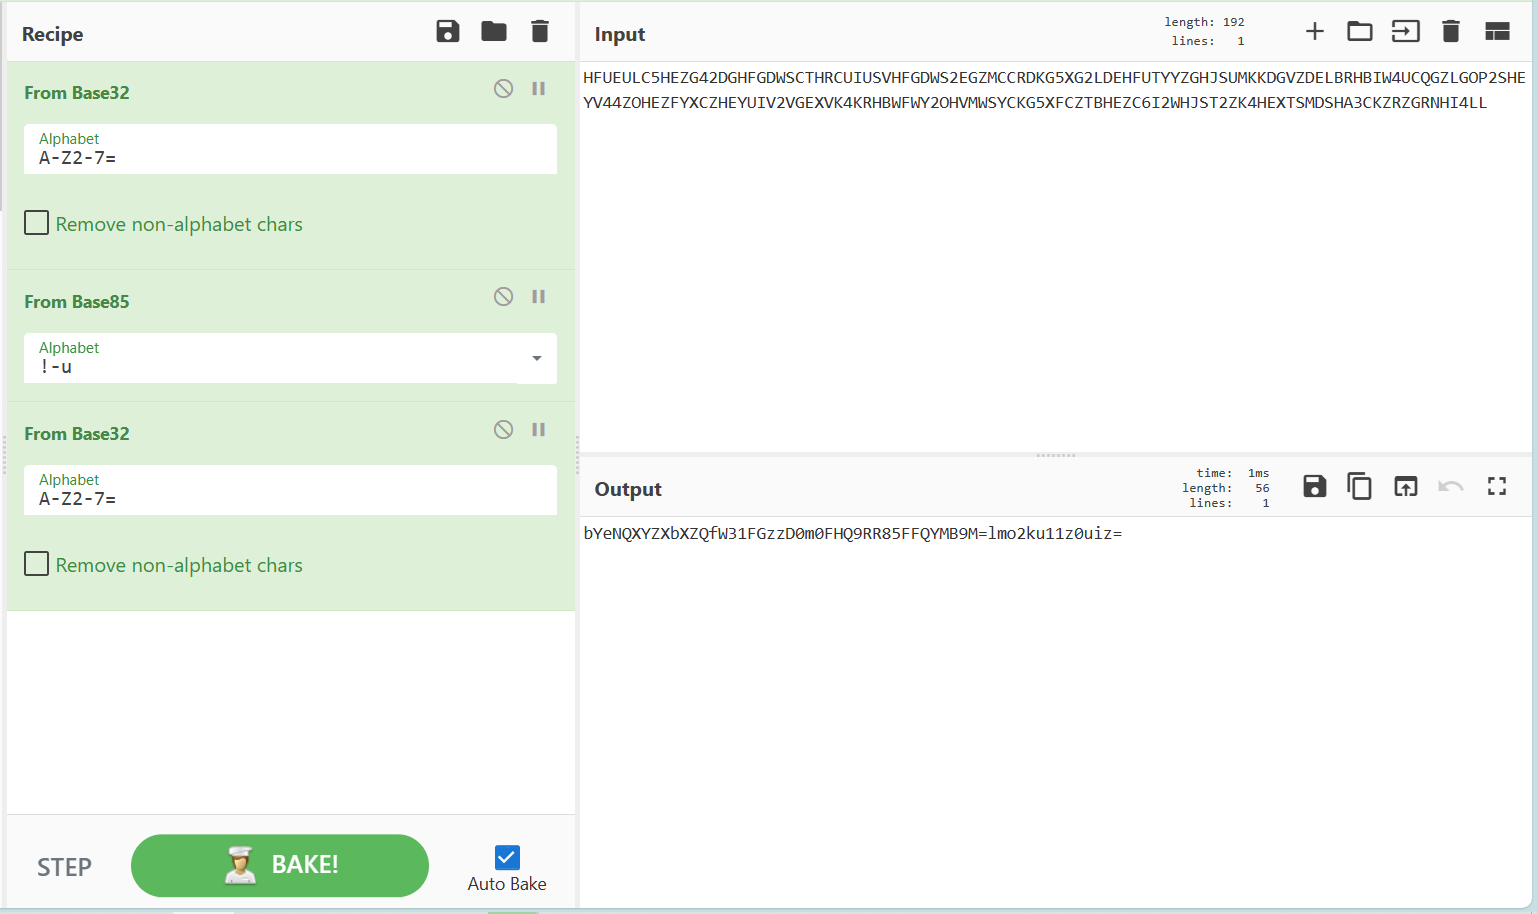 Recipe
From Base32
Alphabet
A-Z2-7=
Remove non-alphabet chars
From Base85
Alphabet
!-u
From Base32
Alphabet
A-Z2-7=
Remove non-alphabet chars
STEP
BAKE!
Auto Bake
Input
length: 192
lines: 1
HFUEULC5HEZG42DGHFGDWSCTHRCUIUSVHFGDWS2EGZMCCRDKG5XG2LDEHFUTYYZGHJSUMKKDGVZDELBRHBIW4UCQGZLGOP2SHE
YV44ZOHEZFYXCZHEYUIV2VGEXVK4KRHBWFWY2OHVMWSYCKG5XFCZTBHEZC6I2WHJST2ZK4HEXTSMDSHA3CKZRZGRNHI4LL
Output
time: 1ms
length: 56
lines: 1
bYeNQXYZXbXZQfW31FGzzD0m0FHQ9RR85FFQYMB9M=lmo2ku11z0uiz=